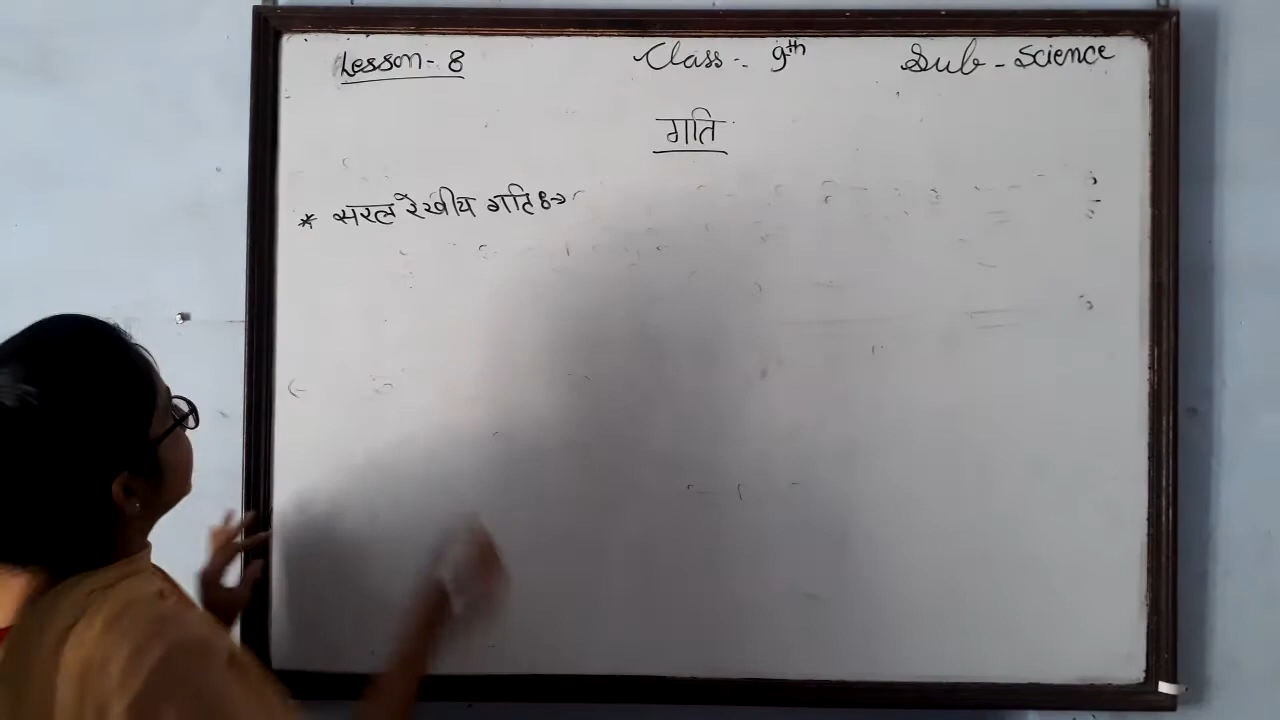 Lesson - 8 Class - 9th Sub - Science
गति
* सरल रेखीय गति :->